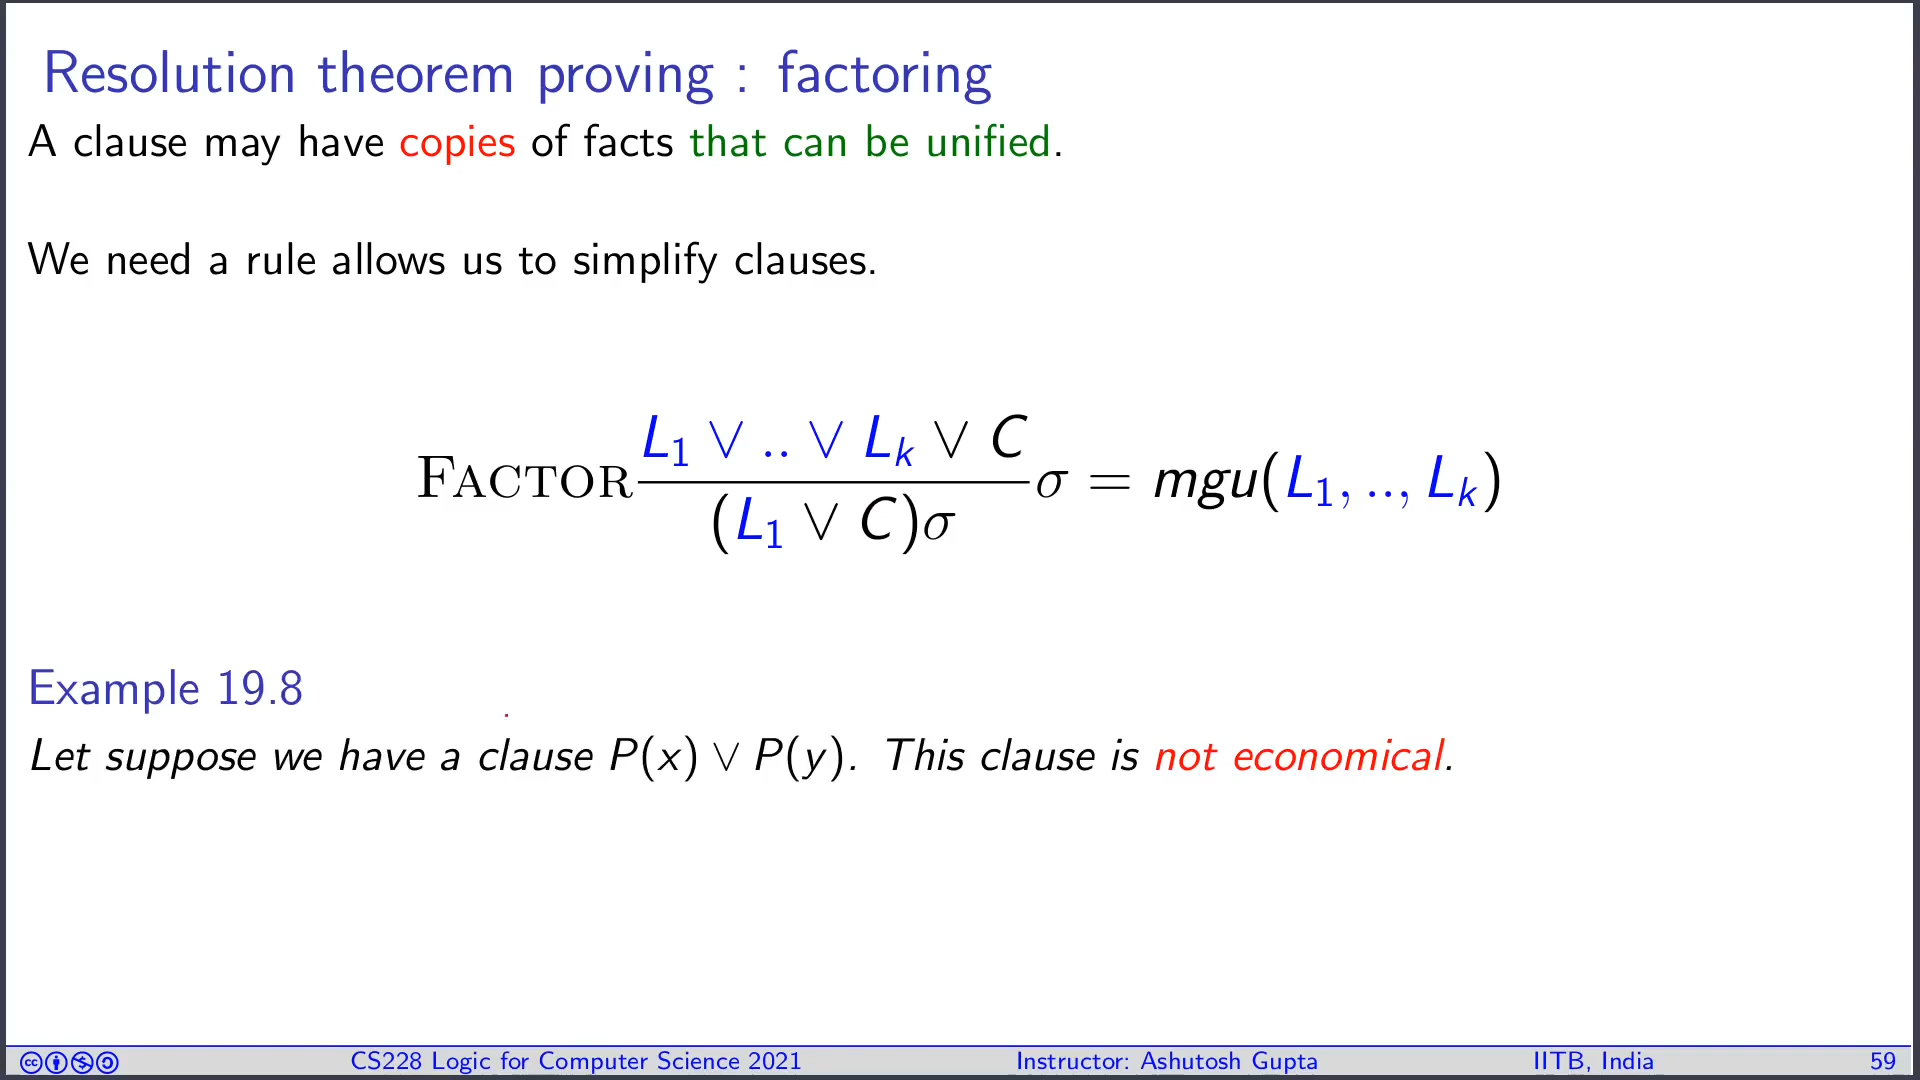 Resolution theorem proving : factoring
A clause may have copies of facts that can be unified.
We need a rule allows us to simplify clauses.
L₁ ∨ .. ∨ Lₖ ∨ C
FACTOR ———————— σ = mgu(L₁, .., Lₖ)
(L₁ ∨ C)σ
Example 19.8
Let suppose we have a clause P(x) ∨ P(y). This clause is not economical.
CS228 Logic for Computer Science 2021 Instructor: Ashutosh Gupta IITB, India 59